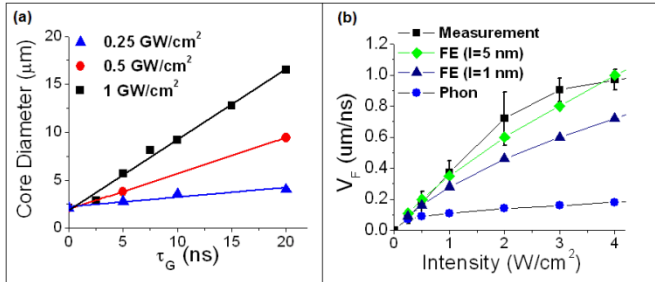 (a)
0.25 GW/cm²
0.5 GW/cm²
1 GW/cm²
Core Diameter (μm)
20
15
10
5
0
0 5 10 15 20
τG (ns)
(b)
Measurement
FE (l=5 nm)
FE (l=1 nm)
Phon
VF (um/ns)
1.0
0.8
0.6
0.4
0.2
0.0
0 1 2 3 4
Intensity (W/cm²)